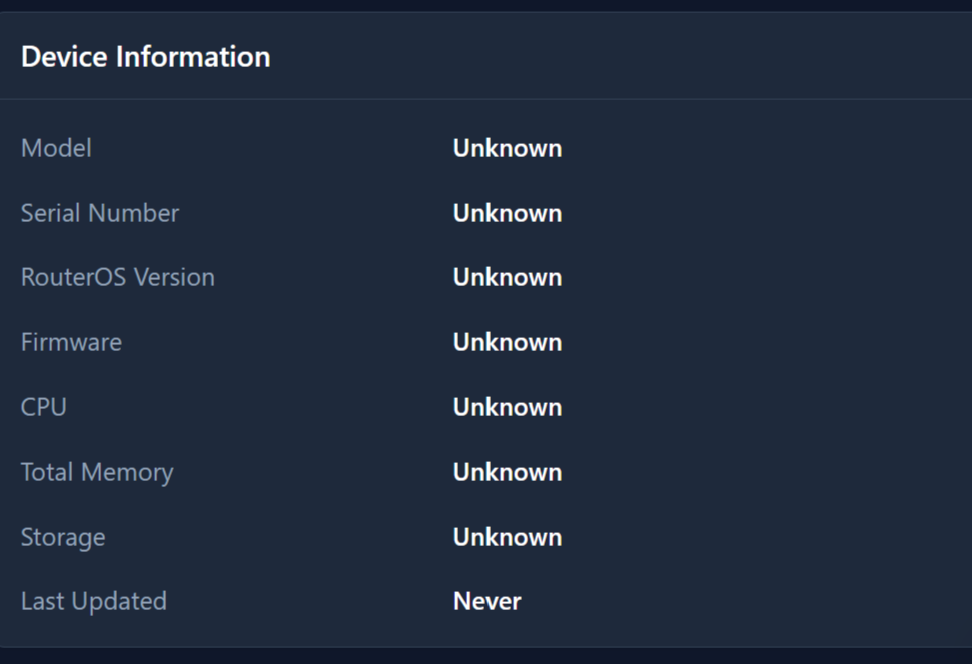 Device Information
Model Unknown
Serial Number Unknown
RouterOS Version Unknown
Firmware Unknown
CPU Unknown
Total Memory Unknown
Storage Unknown
Last Updated Never